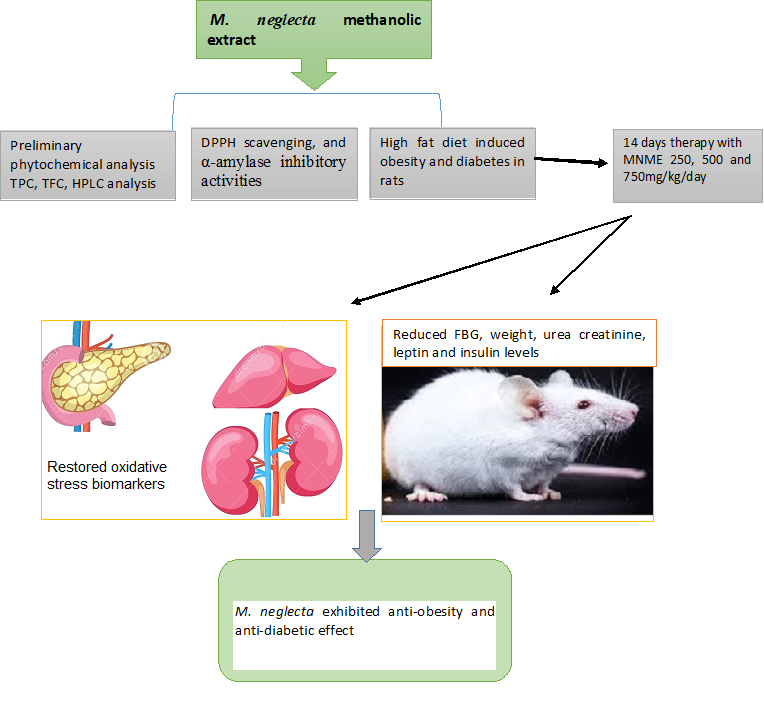 M. neglecta methanolic
extract
Preliminary
phytochemical analysis
TPC, TFC, HPLC analysis
DPPH scavenging, and
α-amylase inhibitory
activities
High fat diet induced
obesity and diabetes in
rats
14 days therapy with
MNME 250, 500 and
750mg/kg/day
Restored oxidative
stress biomarkers
Reduced FBG, weight, urea creatinine,
leptin and insulin levels
M. neglecta exhibited anti-obesity and
anti-diabetic effect